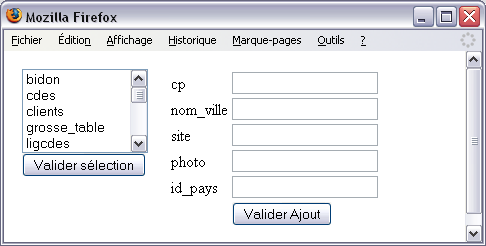 Mozilla Firefox
Fichier Édition Affichage Historique Marque-pages Outils ?
bidon
cdes
clients
grosse_table
ligcdes
Valider sélection
cp
nom_ville
site
photo
id_pays
Valider Ajout